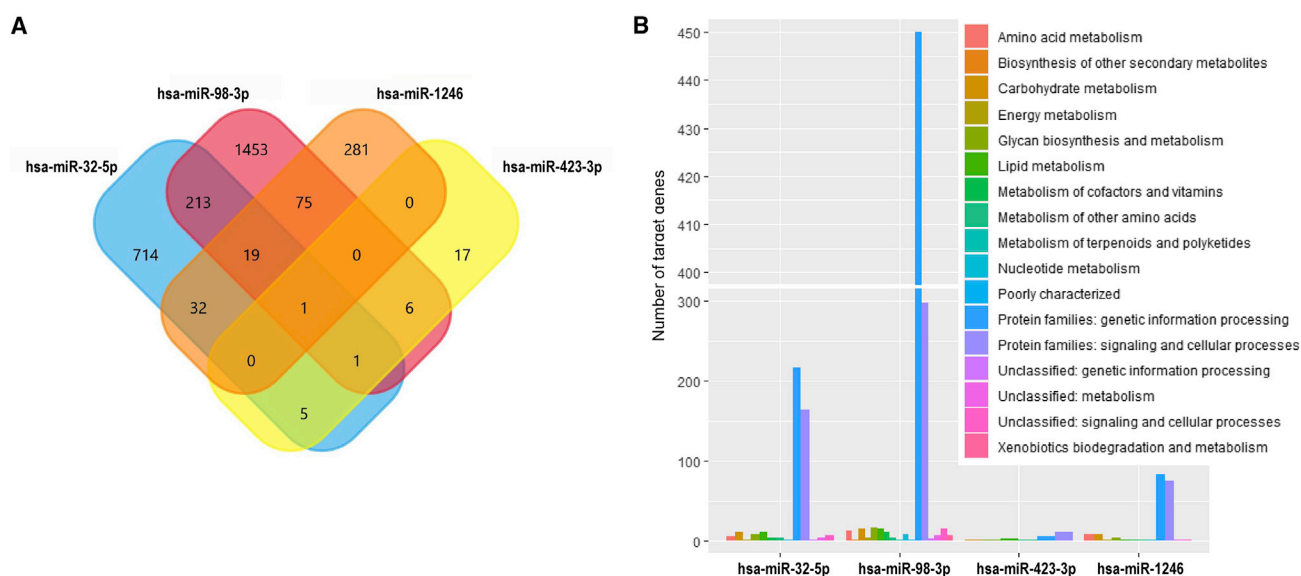 A
hsa-miR-98-3p
hsa-miR-1246
hsa-miR-32-5p
hsa-miR-423-3p
1453
281
213
75
0
714
19
0
17
32
1
6
0
1
5
B
Number of target genes
450
440
430
420
410
400
300
200
100
0
hsa-miR-32-5p
hsa-miR-98-3p
hsa-miR-423-3p
hsa-miR-1246
Amino acid metabolism
Biosynthesis of other secondary metabolites
Carbohydrate metabolism
Energy metabolism
Glycan biosynthesis and metabolism
Lipid metabolism
Metabolism of cofactors and vitamins
Metabolism of other amino acids
Metabolism of terpenoids and polyketides
Nucleotide metabolism
Poorly characterized
Protein families: genetic information processing
Protein families: signaling and cellular processes
Unclassified: genetic information processing
Unclassified: metabolism
Unclassified: signaling and cellular processes
Xenobiotics biodegradation and metabolism